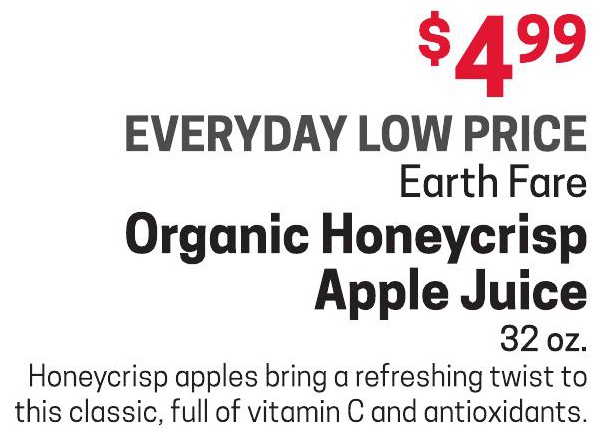 $4.99
EVERYDAY LOW PRICE
Earth Fare
Organic Honeycrisp
Apple Juice
32 oz.
Honeycrisp apples bring a refreshing twist to
this classic, full of vitamin C and antioxidants.